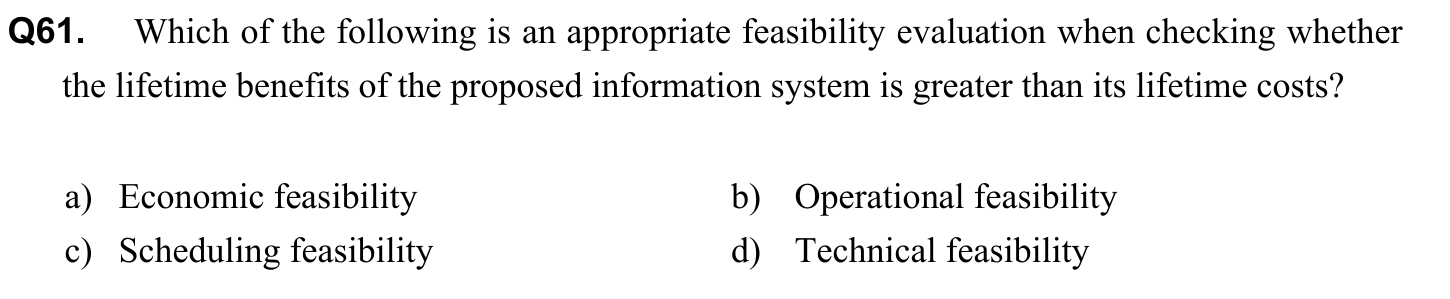 Q61. Which of the following is an appropriate feasibility evaluation when checking whether
the lifetime benefits of the proposed information system is greater than its lifetime costs?
a) Economic feasibility b) Operational feasibility
c) Scheduling feasibility d) Technical feasibility